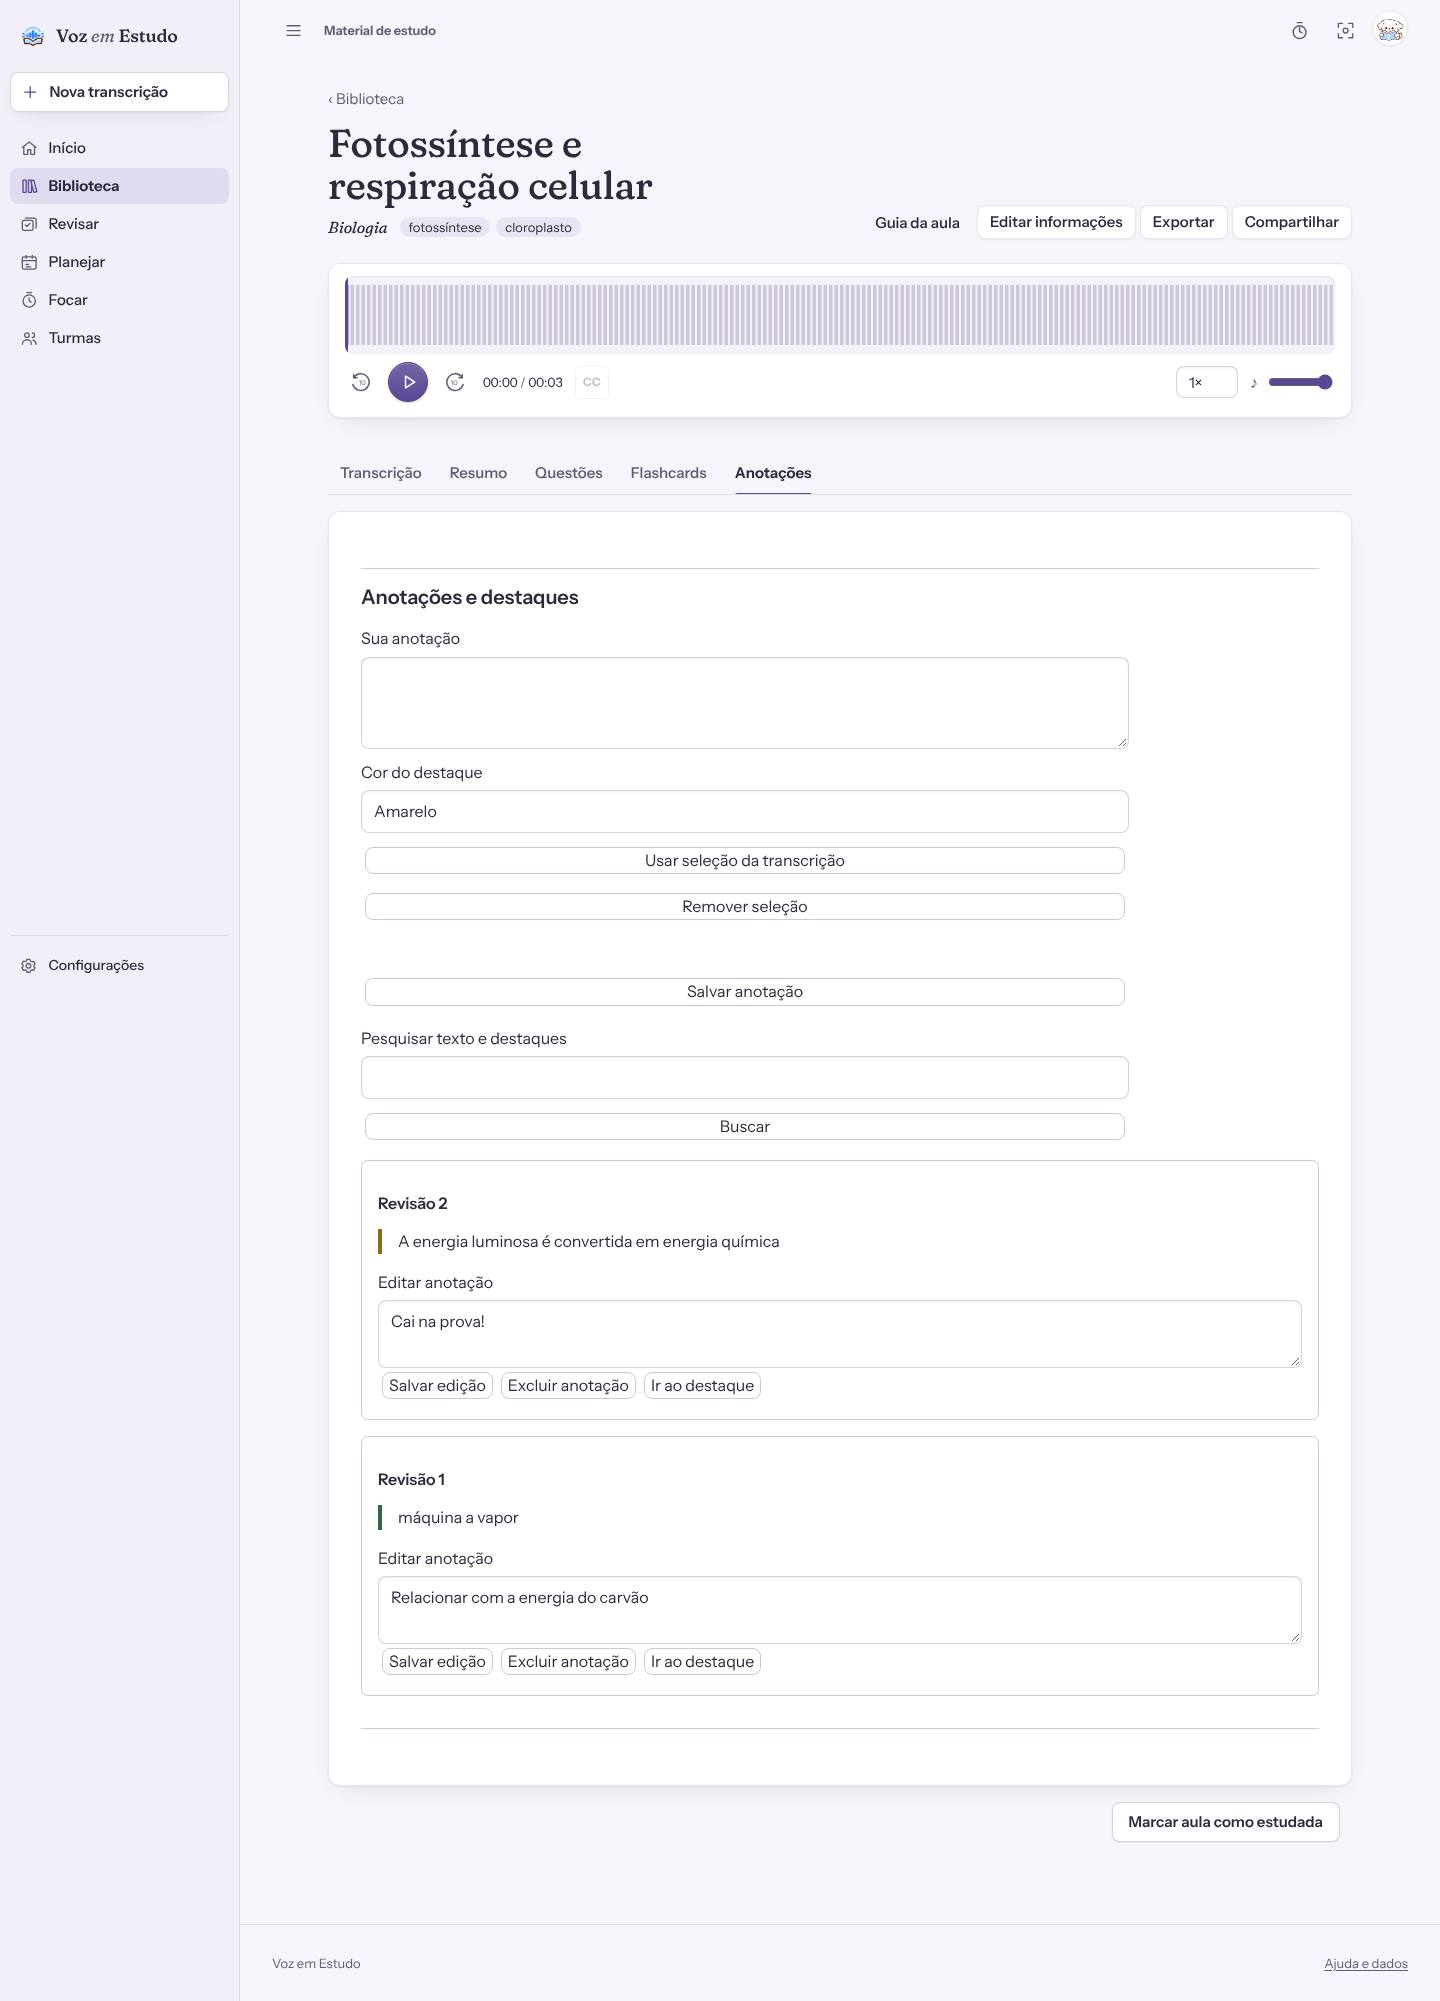 Voz em Estudo
Nova transcrição
Início
Biblioteca
Revisar
Planejar
Focar
Turmas
Configurações
Material de estudo
‹ Biblioteca
Fotossíntese e
respiração celular
Biologia fotossíntese cloroplasto
Guia da aula Editar informações Exportar Compartilhar
10 10 00:00 / 00:03 CC 1× ♪
Transcrição Resumo Questões Flashcards Anotações
Anotações e destaques
Sua anotação
Cor do destaque
Amarelo
Usar seleção da transcrição
Remover seleção
Salvar anotação
Pesquisar texto e destaques
Buscar
Revisão 2
A energia luminosa é convertida em energia química
Editar anotação
Cai na prova!
Salvar edição Excluir anotação Ir ao destaque
Revisão 1
máquina a vapor
Editar anotação
Relacionar com a energia do carvão
Salvar edição Excluir anotação Ir ao destaque
Marcar aula como estudada
Voz em Estudo Ajuda e dados